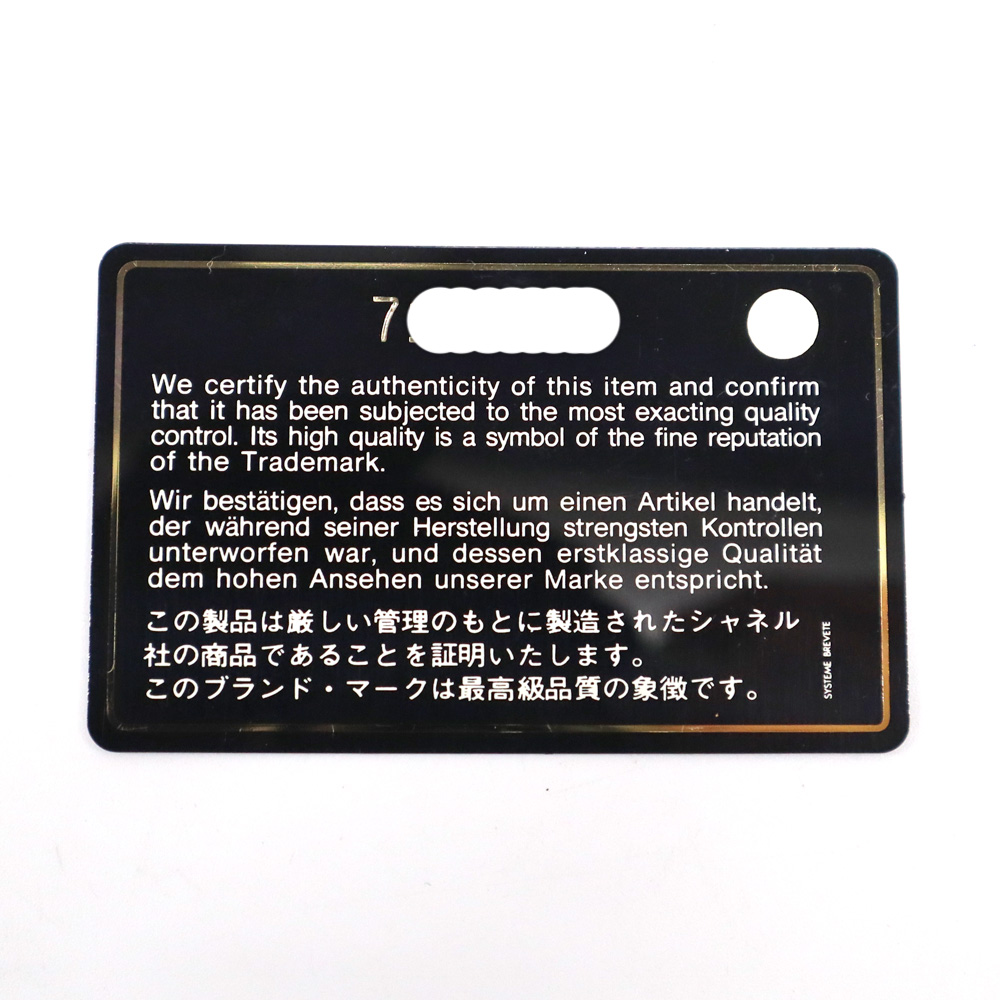 7
We certify the authenticity of this item and confirm
that it has been subjected to the most exacting quality
control. Its high quality is a symbol of the fine reputation
of the Trademark.
Wir bestätigen, dass es sich um einen Artikel handelt,
der während seiner Herstellung strengsten Kontrollen
unterworfen war, und dessen erstklassige Qualität
dem hohen Ansehen unserer Marke entspricht.
この製品は厳しい管理のもとに製造されたシャネル
社の商品であることを証明いたします。
このブランド・マークは最高級品質の象徴です。
SYSTEME BREVETE